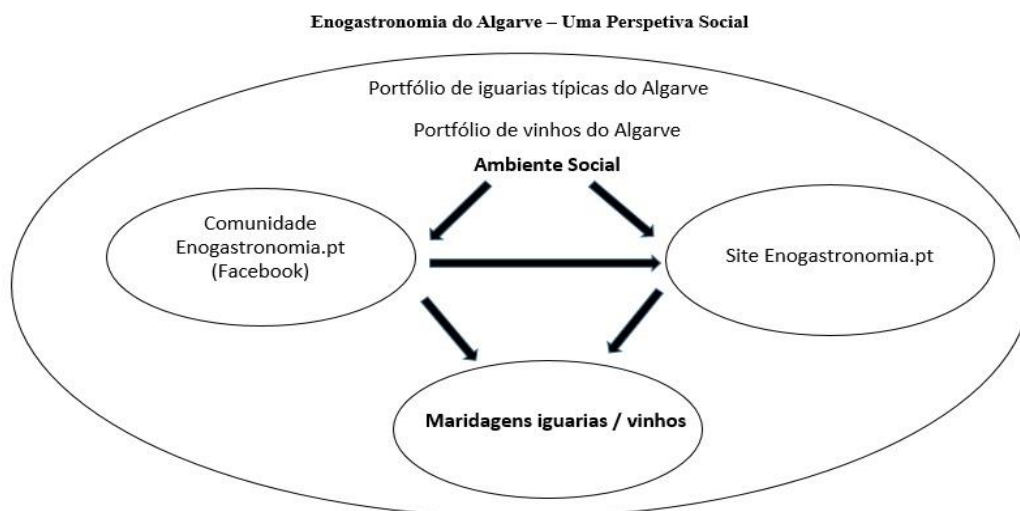 Enogastronomia do Algarve – Uma Perspetiva Social
Portfólio de iguarias típicas do Algarve
Portfólio de vinhos do Algarve
Ambiente Social
Comunidade
Enogastronomia.pt
(Facebook)
Site Enogastronomia.pt
Maridagens iguarias / vinhos